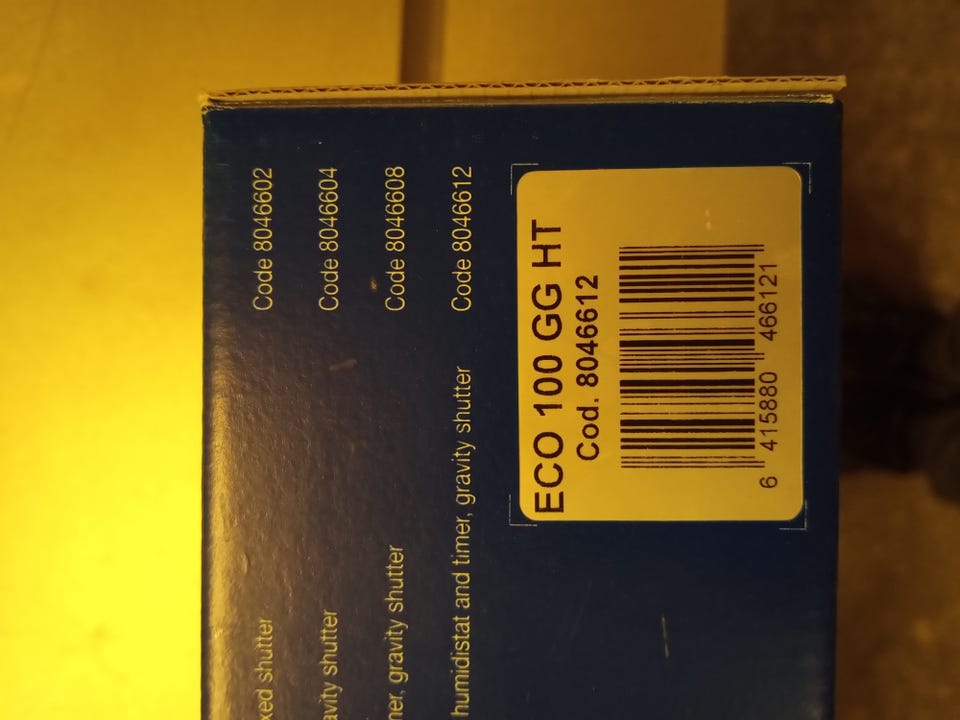 xed shutter Code 8046602
avity shutter Code 8046604
ner, gravity shutter Code 8046608
humidistat and timer, gravity shutter Code 8046612
ECO 100 GG HT
Cod. 8046612
6 415880 466121